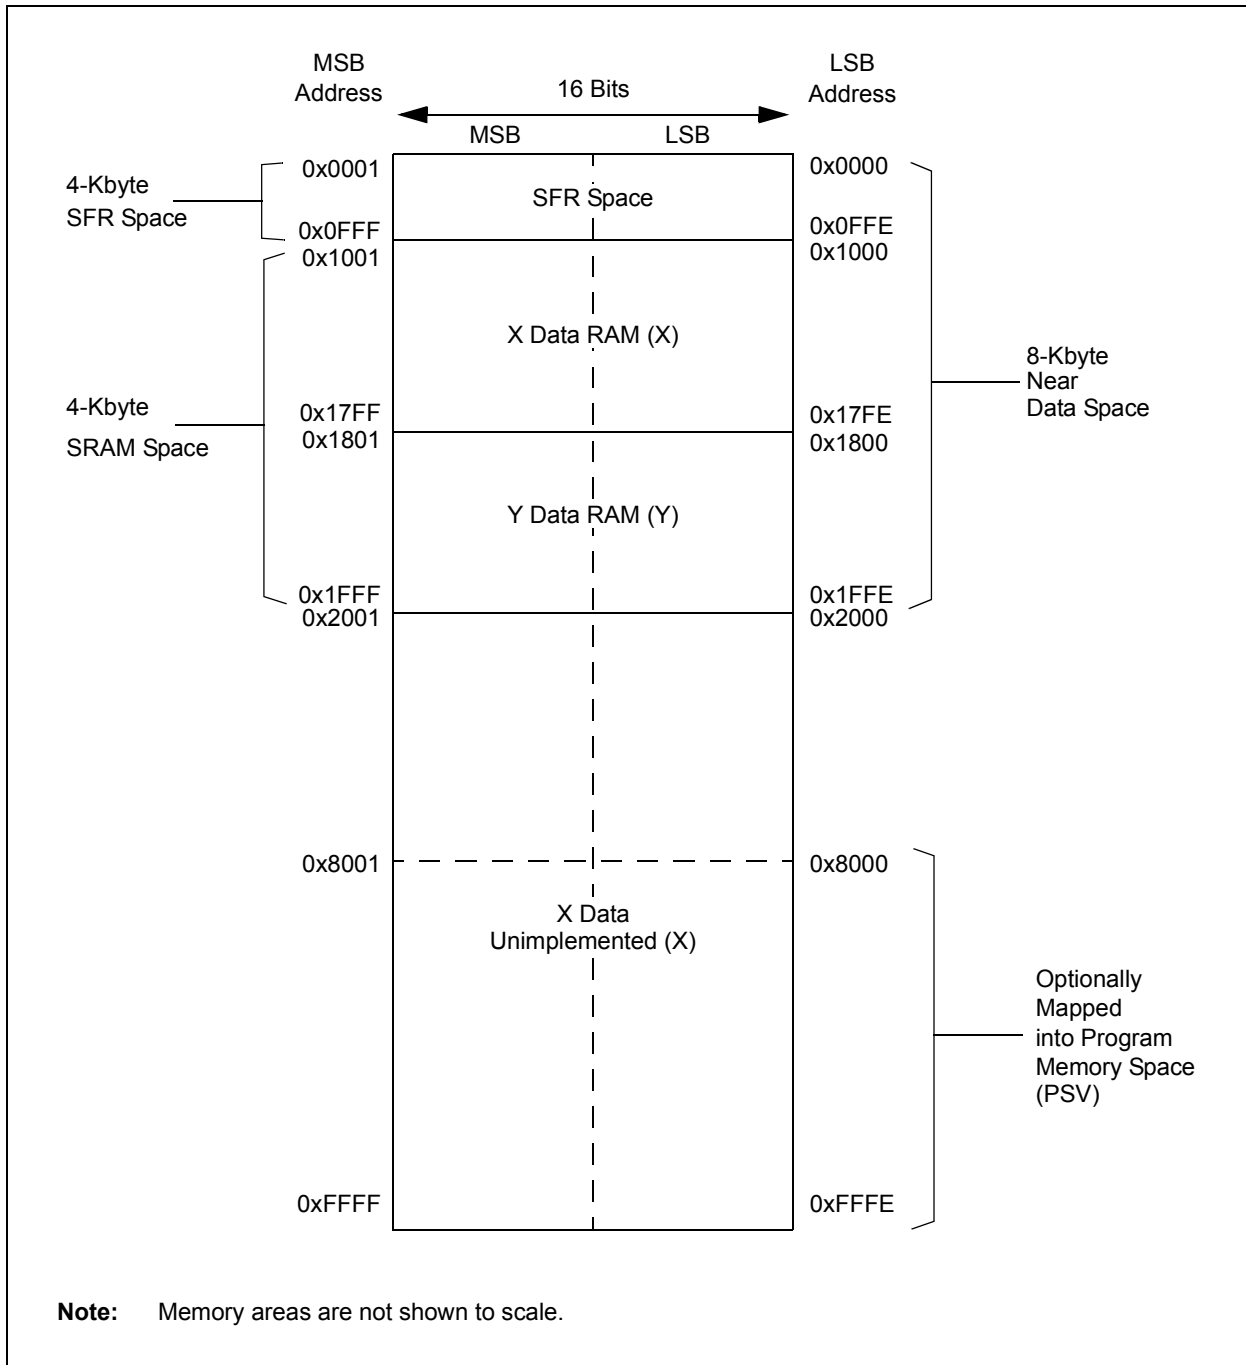 MSB
Address
LSB
Address
16 Bits
MSB LSB
0x0001
0x0000
4-Kbyte
SFR Space
SFR Space
0x0FFF
0x0FFE
0x1001
0x1000
X Data RAM (X)
8-Kbyte
Near
Data Space
4-Kbyte
SRAM Space
0x17FF
0x17FE
0x1801
0x1800
Y Data RAM (Y)
0x1FFF
0x1FFE
0x2001
0x2000
0x8001
0x8000
X Data
Unimplemented (X)
Optionally
Mapped
into Program
Memory Space
(PSV)
0xFFFF
0xFFFE
Note: Memory areas are not shown to scale.